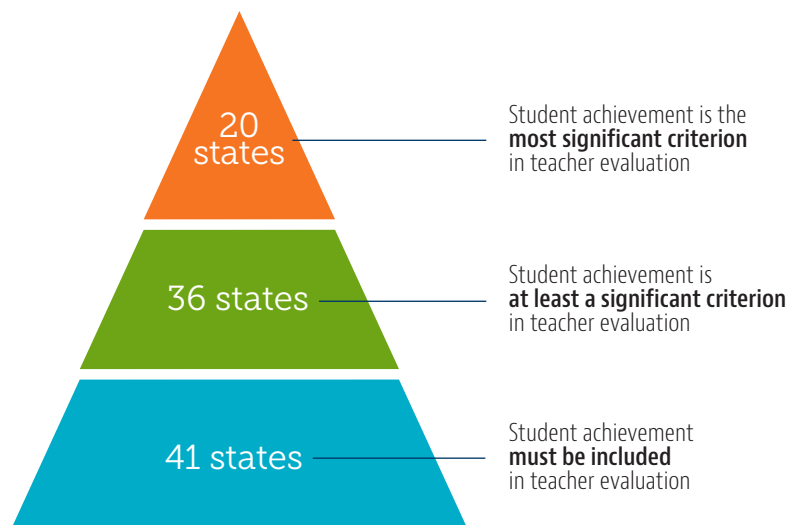 20
states
Student achievement is the
most significant criterion
in teacher evaluation
36 states
Student achievement is
at least a significant criterion
in teacher evaluation
41 states
Student achievement
must be included
in teacher evaluation